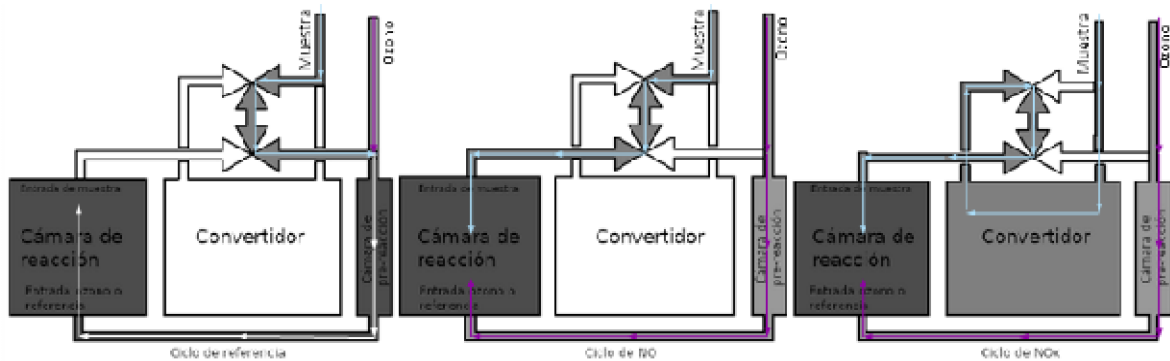 Muestra
Ozono
Entrada de muestra
Cámara de
reacción
Entrada ozono o
referencia
Convertidor
Cámara de
pre-reacción
Ciclo de referencia
Muestra
Ozono
Entrada de muestra
Cámara de
reacción
Entrada ozono o
referencia
Convertidor
Cámara de
pre-reacción
Ciclo de NO
Muestra
Ozono
Entrada de muestra
Cámara de
reacción
Entrada ozono o
referencia
Convertidor
Cámara de
pre-reacción
Ciclo de NOx